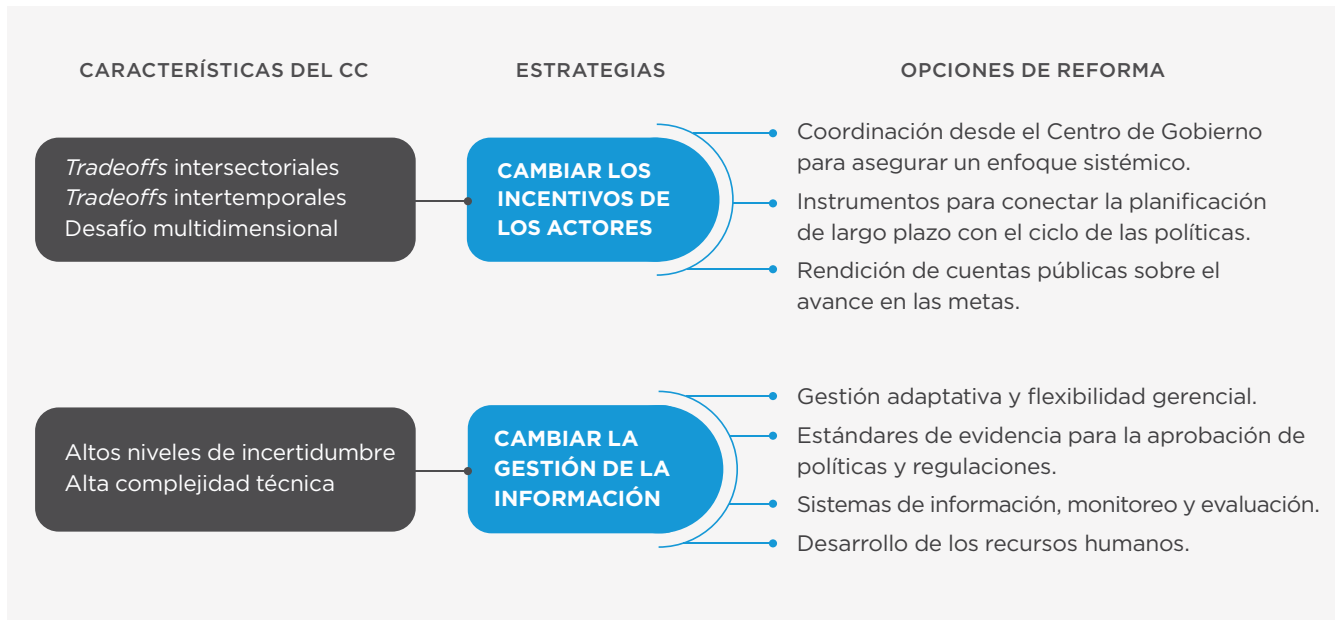 CARACTERÍSTICAS DEL CC
ESTRATEGIAS
OPCIONES DE REFORMA
Tradeoffs intersectoriales
Tradeoffs intertemporales
Desafío multidimensional
CAMBIAR LOS
INCENTIVOS DE
LOS ACTORES
Coordinación desde el Centro de Gobierno
para asegurar un enfoque sistémico.
Instrumentos para conectar la planificación
de largo plazo con el ciclo de las políticas.
Rendición de cuentas públicas sobre el
avance en las metas.
Altos niveles de incertidumbre
Alta complejidad técnica
CAMBIAR LA
GESTIÓN DE LA
INFORMACIÓN
Gestión adaptativa y flexibilidad gerencial.
Estándares de evidencia para la aprobación de
políticas y regulaciones.
Sistemas de información, monitoreo y evaluación.
Desarrollo de los recursos humanos.